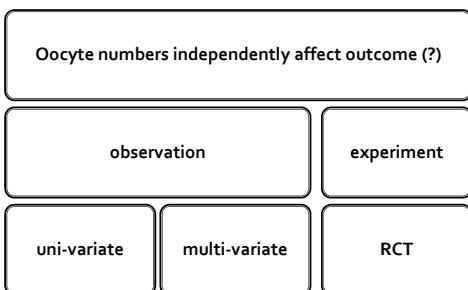 Oocyte numbers independently affect outcome (?)
observation
experiment
uni-variate
multi-variate
RCT